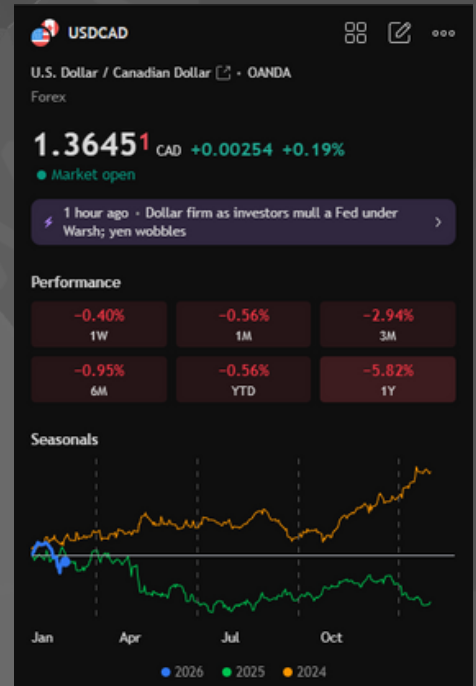 USDCAD
U.S. Dollar / Canadian Dollar • OANDA
Forex
1.36451 CAD +0.00254 +0.19%
Market open
1 hour ago • Dollar firm as investors mull a Fed under
Warsh; yen wobbles
Performance
−0.40% −0.56% −2.94%
1W 1M 3M
−0.95% −0.56% −5.82%
6M YTD 1Y
Seasonals
Jan Apr Jul Oct
2026 2025 2024